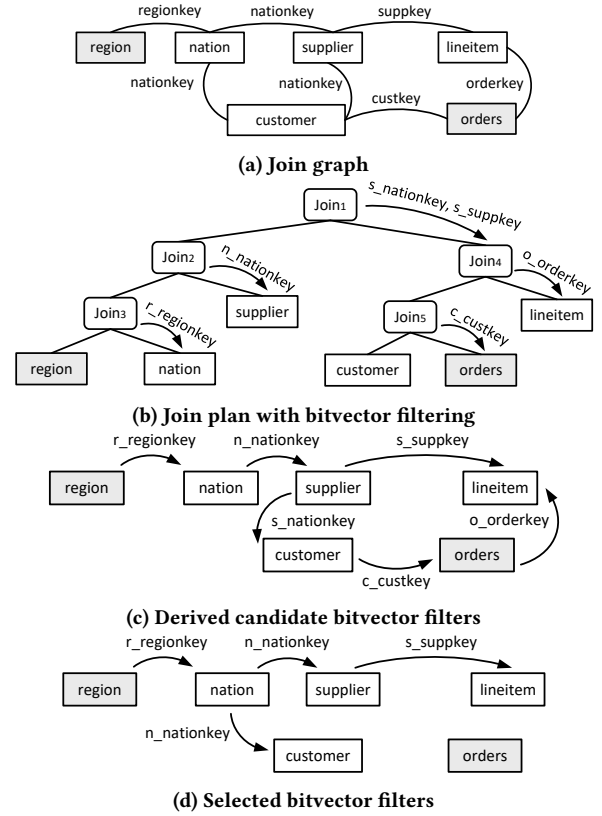 regionkey nationkey suppkey
region nation supplier lineitem
nationkey nationkey custkey orderkey
customer orders
(a) Join graph
s_nationkey, s_suppkey
Join1
Join2 n_nationkey Join4 o_orderkey
Join3 r_regionkey supplier Join5 c_custkey lineitem
region nation customer orders
(b) Join plan with bitvector filtering
r_regionkey n_nationkey s_suppkey
region nation supplier lineitem
s_nationkey o_orderkey
customer orders
c_custkey
(c) Derived candidate bitvector filters
r_regionkey n_nationkey s_suppkey
region nation supplier lineitem
n_nationkey
customer orders
(d) Selected bitvector filters